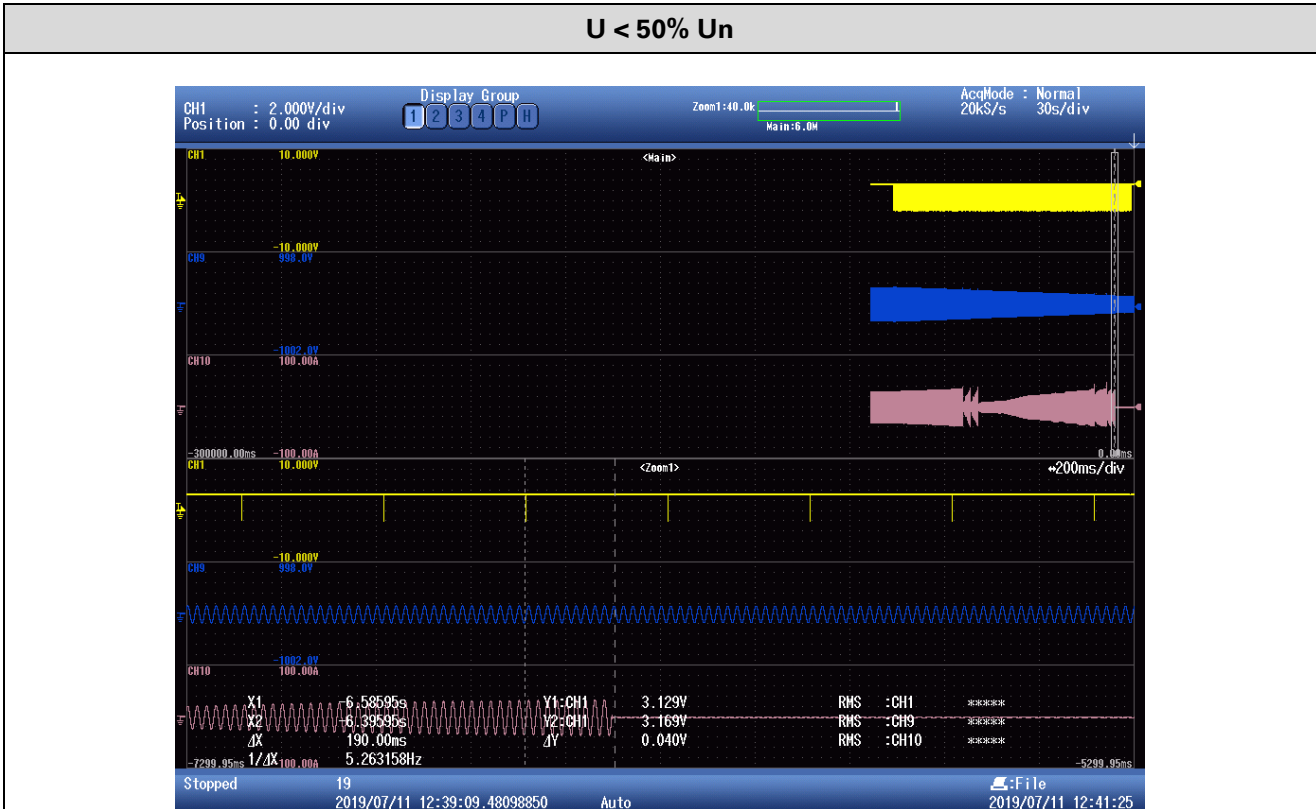 U < 50% Un
CH1 : 2.000V/div
Position : 0.00 div
Display Group
1 2 3 4 P H
Zoom1:40.0k
Main:6.0M
AcqMode : Normal
20kS/s 30s/div
CH1 10.000V
<Main>
-10.000V
CH9 998.0V
-1002.0V
CH10 100.00A
-300000.00ms -100.00A 0.00ms
CH1 10.000V
<Zoom1>
↔200ms/div
-10.000V
CH9 998.0V
-1002.0V
CH10 100.00A
X1 -6.58595s Y1:CH1 3.129V RMS :CH1 *****
X2 -6.39595s Y2:CH1 3.169V RMS :CH9 *****
ΔX 190.00ms ΔY 0.040V RMS :CH10 *****
1/ΔX 5.263158Hz
-7299.95ms -100.00A -5299.95ms
Stopped 19 :File
2019/07/11 12:39:09.48098850 Auto 2019/07/11 12:41:25